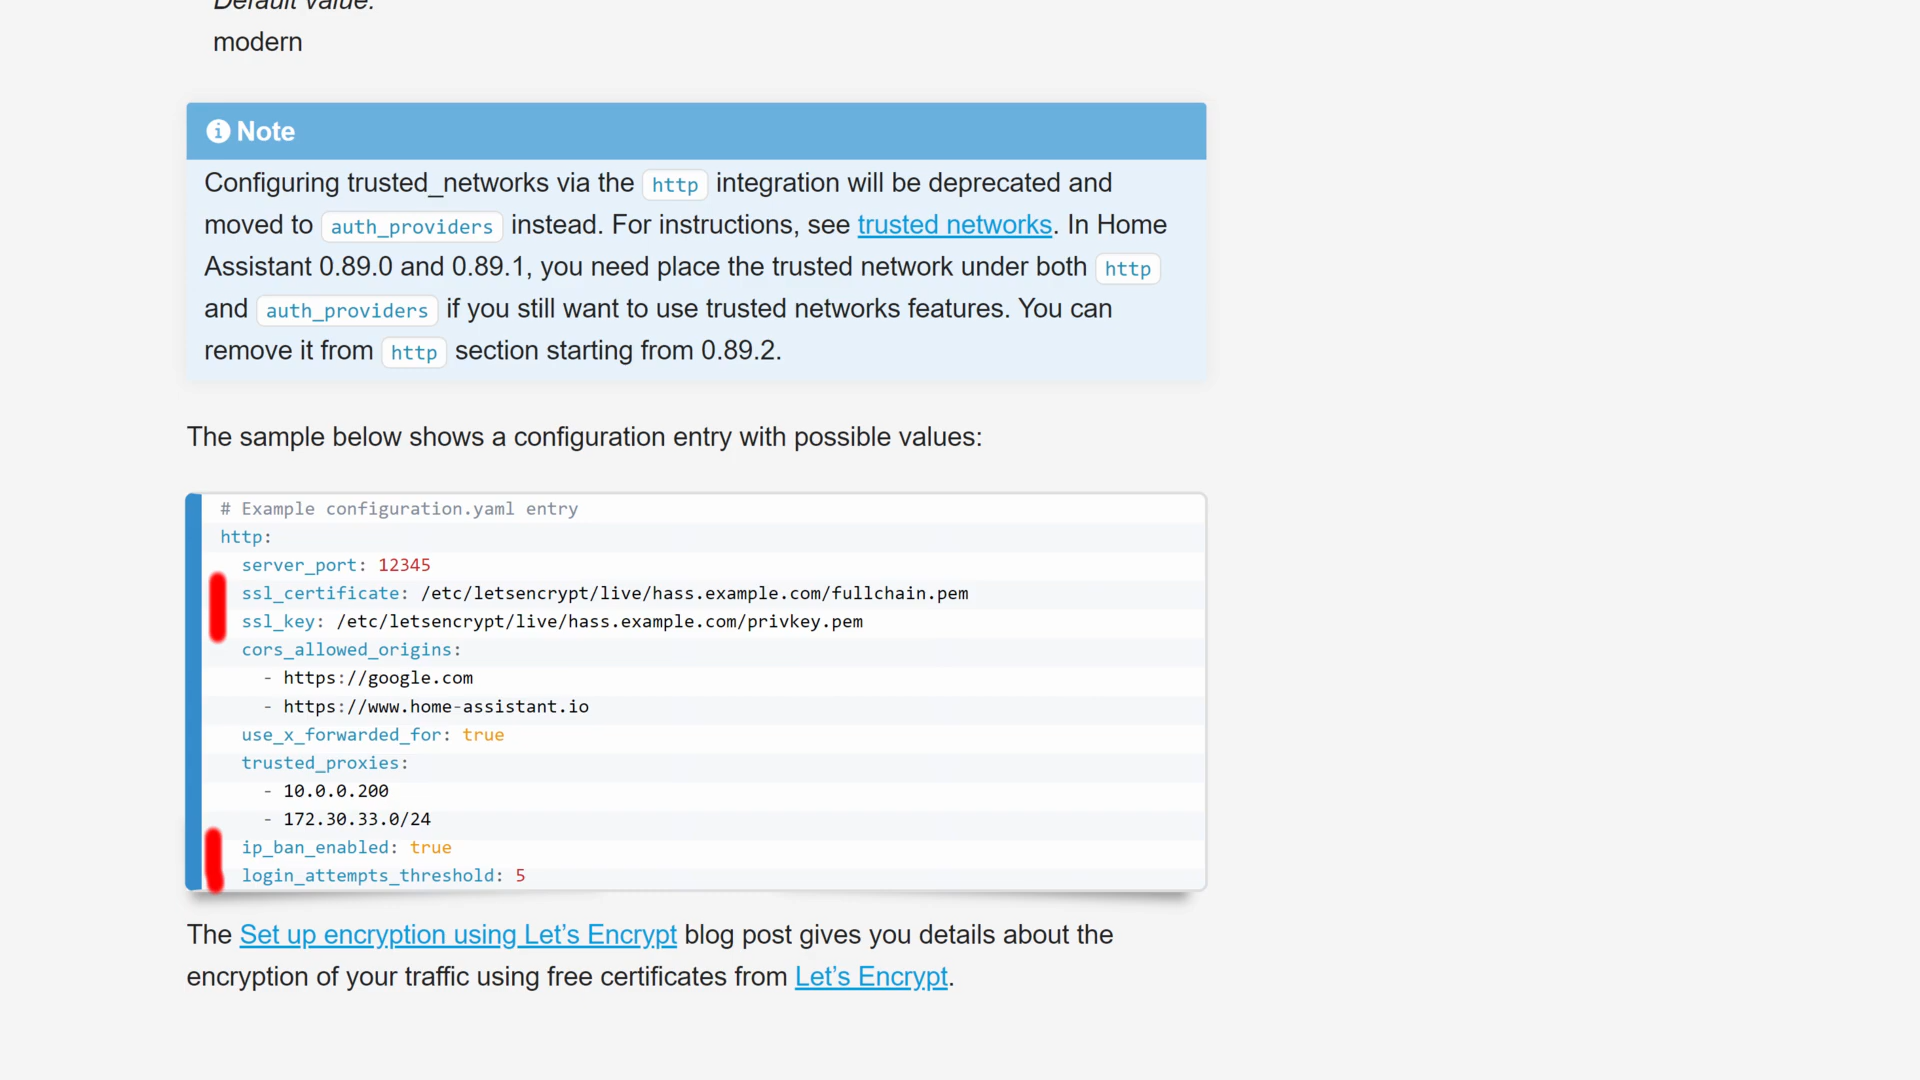 Default value:
modern
Note
Configuring trusted_networks via the http integration will be deprecated and
moved to auth_providers instead. For instructions, see trusted networks. In Home
Assistant 0.89.0 and 0.89.1, you need place the trusted network under both http
and auth_providers if you still want to use trusted networks features. You can
remove it from http section starting from 0.89.2.
The sample below shows a configuration entry with possible values:
# Example configuration.yaml entry
http:
  server_port: 12345
  ssl_certificate: /etc/letsencrypt/live/hass.example.com/fullchain.pem
  ssl_key: /etc/letsencrypt/live/hass.example.com/privkey.pem
  cors_allowed_origins:
    - https://google.com
    - https://www.home-assistant.io
  use_x_forwarded_for: true
  trusted_proxies:
    - 10.0.0.200
    - 172.30.33.0/24
  ip_ban_enabled: true
  login_attempts_threshold: 5
The Set up encryption using Let’s Encrypt blog post gives you details about the
encryption of your traffic using free certificates from Let’s Encrypt.